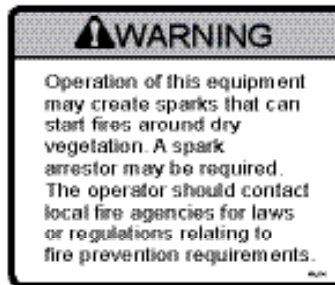 WARNING
Operation of this equipment
may create sparks that can
start fires around dry
vegetation. A spark
arrestor may be required.
The operator should contact
local fire agencies for laws
or regulations relating to
fire prevention requirements.